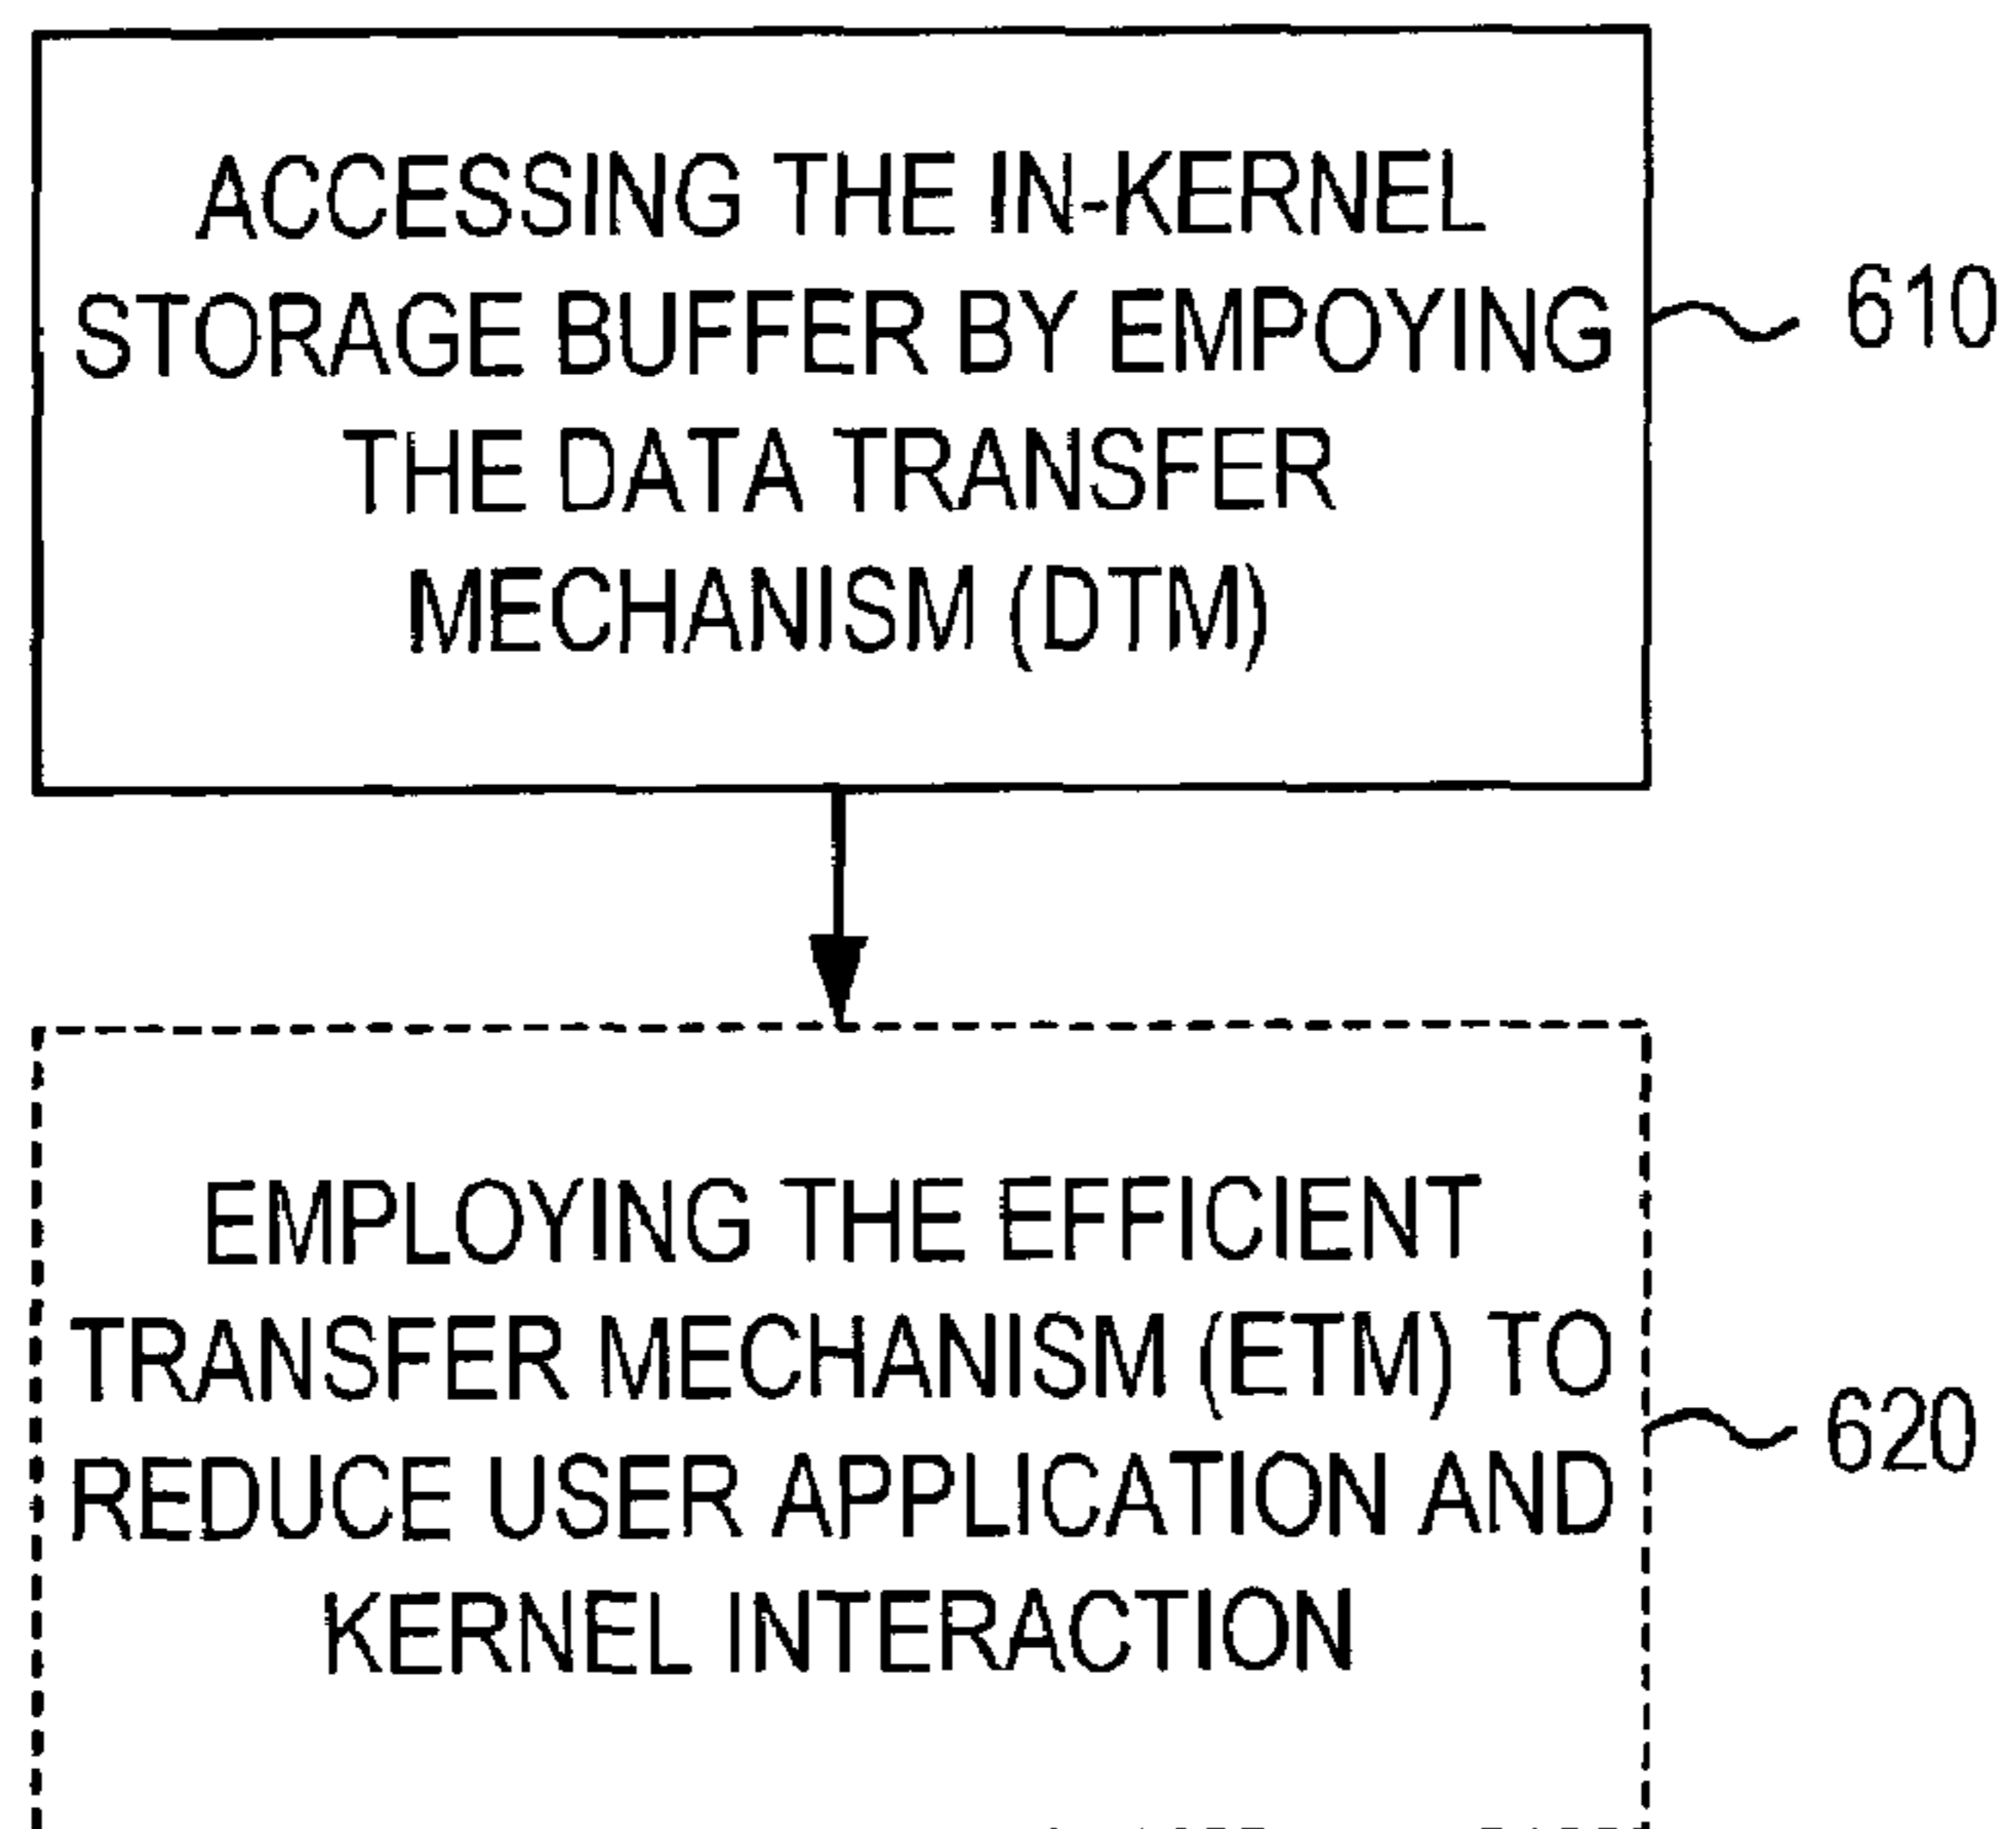 ACCESSING THE IN-KERNEL
STORAGE BUFFER BY EMPOYING
THE DATA TRANSFER
MECHANISM (DTM)
610
EMPLOYING THE EFFICIENT
TRANSFER MECHANISM (ETM) TO
REDUCE USER APPLICATION AND
KERNEL INTERACTION
620